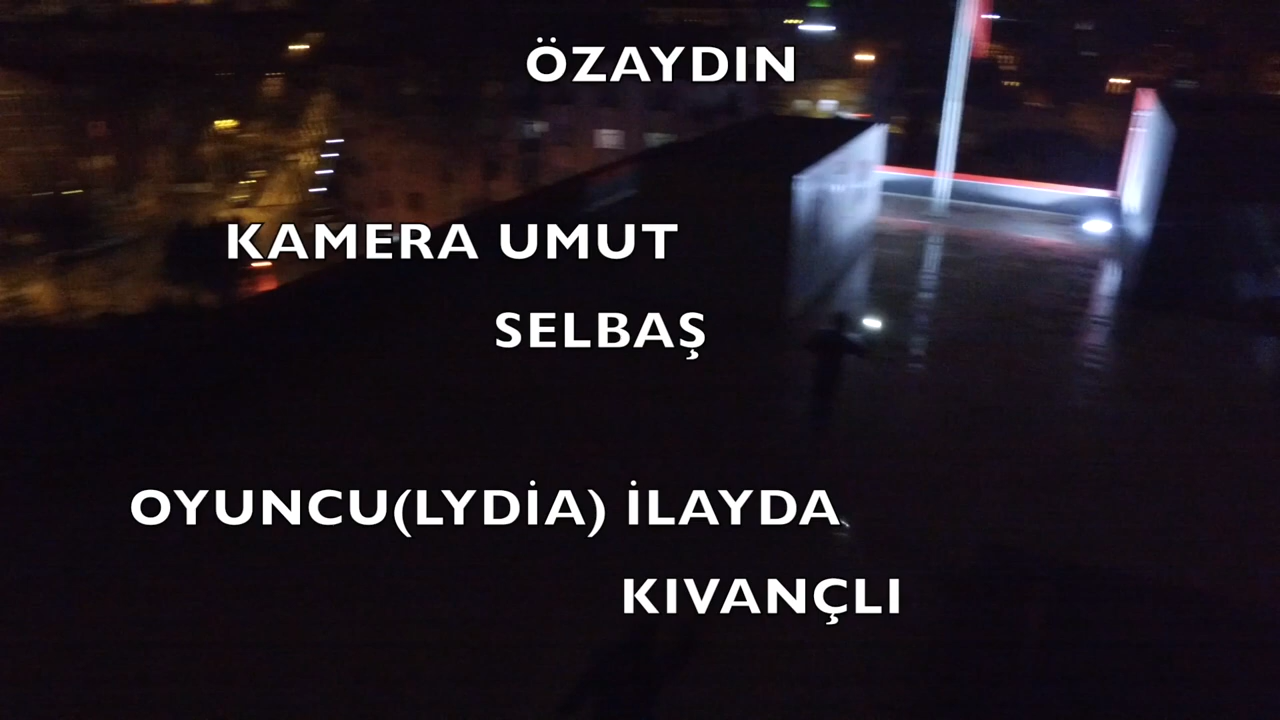 ÖZAYDIN
KAMERA UMUT
SELBAŞ
OYUNCU(LYDİA) İLAYDA
KIVANÇLI